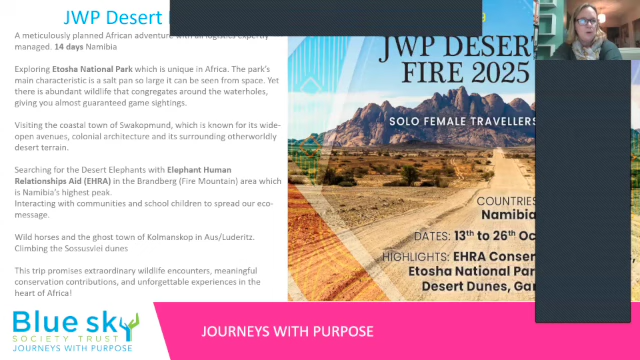 JWP Desert
A meticulously planned African adventure with all logistics expertly
managed. 14 days Namibia
Exploring Etosha National Park which is unique in Africa. The park's
main characteristic is a salt pan so large it can be seen from space. Yet
there is abundant wildlife that congregates around the waterholes,
giving you almost guaranteed game sightings.
Visiting the coastal town of Swakopmund, which is known for its wide-
open avenues, colonial architecture and its surrounding otherworldly
desert terrain.
Searching for the Desert Elephants with Elephant Human
Relationships Aid (EHRA) in the Brandberg (Fire Mountain) area which
is Namibia's highest peak.
Interacting with communities and school children to spread our eco-
message.
Wild horses and the ghost town of Kolmanskop in Aus/Luderitz.
Climbing the Sossusvlei dunes
This trip promises extraordinary wildlife encounters, meaningful
conservation contributions, and unforgettable experiences in the
heart of Africa!
JWP DESERT
FIRE 2025
SOLO FEMALE TRAVELLERS
COUNTRIES
Namibia
DATES: 13th to 26th Oc
HIGHLIGHTS: EHRA Conser
Etosha National Park
Desert Dunes, Gar
Blue sky
SOCIETY TRUST
JOURNEYS WITH PURPOSE
JOURNEYS WITH PURPOSE